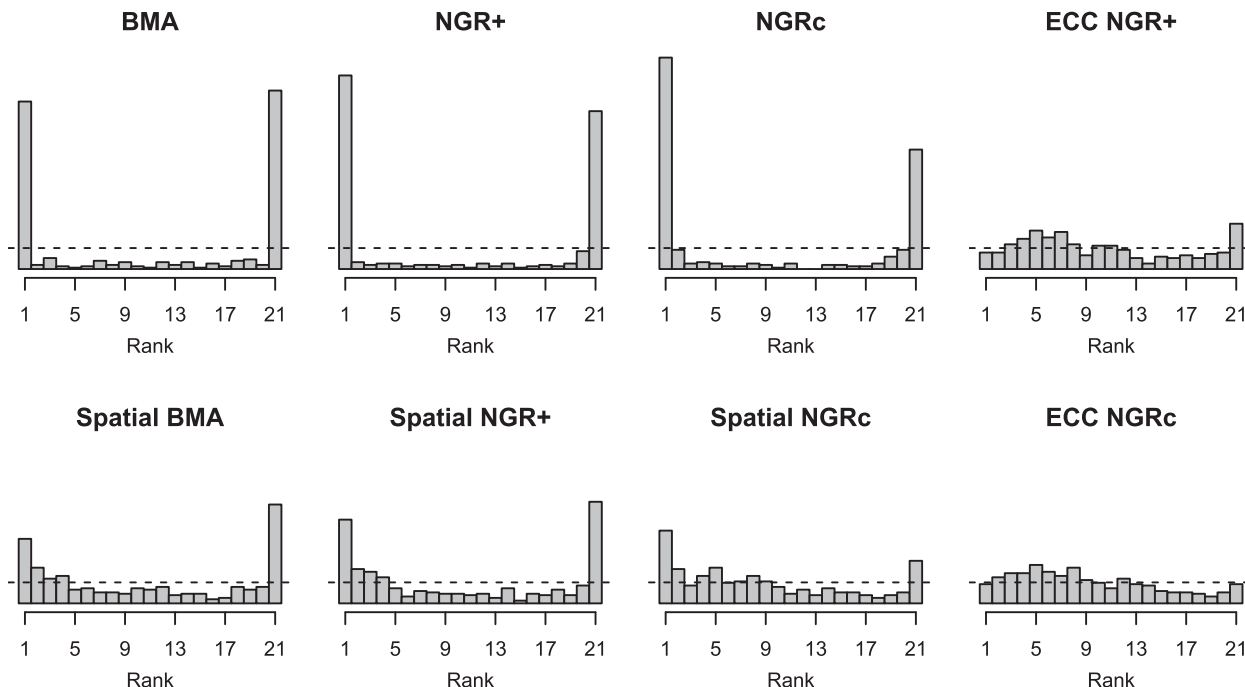 BMA NGR+ NGRc ECC NGR+
1 5 9 13 17 21 1 5 9 13 17 21 1 5 9 13 17 21 1 5 9 13 17 21
Rank Rank Rank Rank
Spatial BMA Spatial NGR+ Spatial NGRc ECC NGRc
1 5 9 13 17 21 1 5 9 13 17 21 1 5 9 13 17 21 1 5 9 13 17 21
Rank Rank Rank Rank